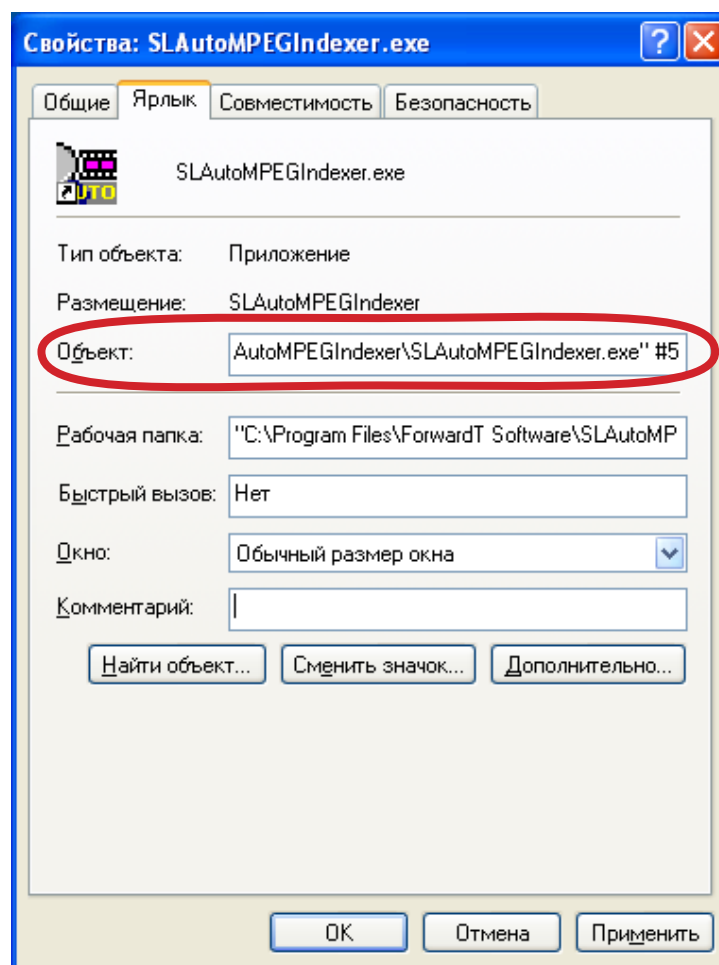 Свойства: SLAutoMPEGIndexer.exe
Общие Ярлык Совместимость Безопасность
UTO
SLAutoMPEGIndexer.exe
Тип объекта: Приложение
Размещение: SLAutoMPEGIndexer
Объект: AutoMPEGIndexer\SLAutoMPEGIndexer.exe" #5
Рабочая папка: "C:\Program Files\ForwardT Software\SLAutoMP
Быстрый вызов: Нет
Окно: Обычный размер окна
Комментарий:
Найти объект... Сменить значок... Дополнительно...
OK Отмена Применить